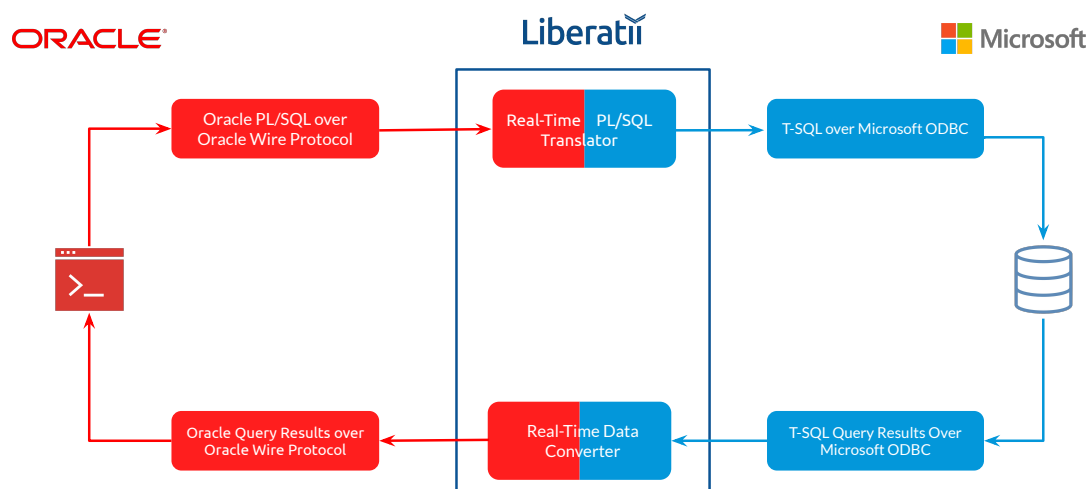 ORACLE
Liberatii
Microsoft
Oracle PL/SQL over
Oracle Wire Protocol
Real-Time PL/SQL
Translator
T-SQL over Microsoft ODBC
>_
Oracle Query Results over
Oracle Wire Protocol
Real-Time Data
Converter
T-SQL Query Results Over
Microsoft ODBC